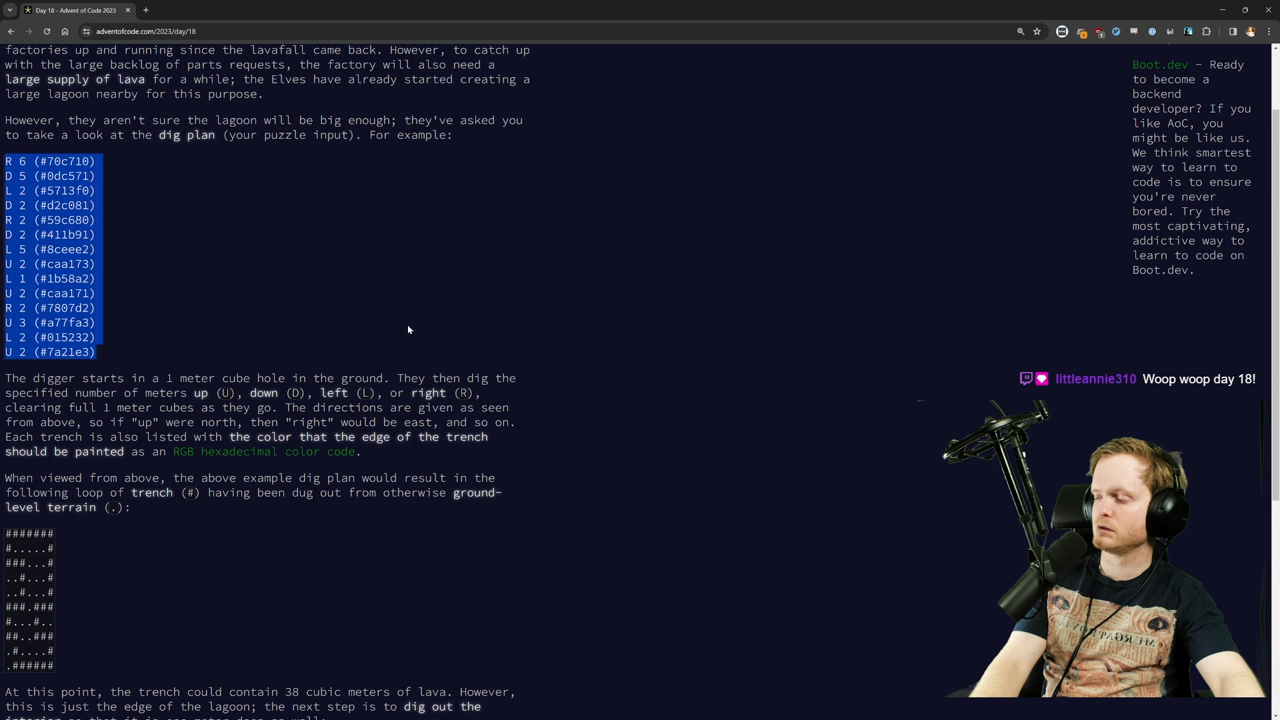 Day 18 - Advent of Code 2023
adventofcode.com/2023/day/18
factories up and running since the lavafall came back. However, to catch up
with the large backlog of parts requests, the factory will also need a
large supply of lava for a while; the Elves have already started creating a
large lagoon nearby for this purpose.
However, they aren't sure the lagoon will be big enough; they've asked you
to take a look at the dig plan (your puzzle input). For example:
R 6 (#70c710)
D 5 (#0dc571)
L 2 (#5713f0)
D 2 (#d2c081)
R 2 (#59c680)
D 2 (#411b91)
L 5 (#8ceee2)
U 2 (#caa173)
L 1 (#1b58a2)
U 2 (#caa171)
R 2 (#7807d2)
U 3 (#a77fa3)
L 2 (#015232)
U 2 (#7a21e3)
The digger starts in a 1 meter cube hole in the ground. They then dig the
specified number of meters up (U), down (D), left (L), or right (R),
clearing full 1 meter cubes as they go. The directions are given as seen
from above, so if "up" were north, then "right" would be east, and so on.
Each trench is also listed with the color that the edge of the trench
should be painted as an RGB hexadecimal color code.
When viewed from above, the above example dig plan would result in the
following loop of trench (#) having been dug out from otherwise ground-
level terrain (.):
#######
#.....#
###...#
..#...#
..#...#
###.###
#...#..
##..###
.#....#
.######
At this point, the trench could contain 38 cubic meters of lava. However,
this is just the edge of the lagoon; the next step is to dig out the
interior so that it is one meter deep as well:
Boot.dev - Ready
to become a
backend
developer? If you
like AoC, you
might be like us.
We think smartest
way to learn to
code is to ensure
you're never
bored. Try the
most captivating,
addictive way to
learn to code on
Boot.dev.
littleannie310 Woop woop day 18!